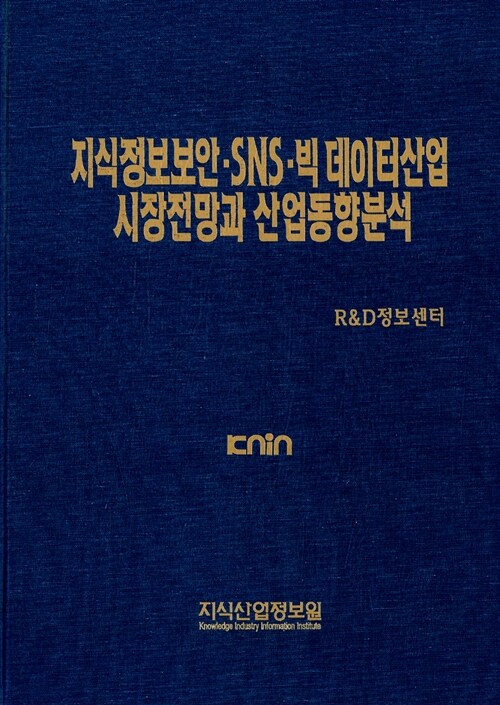 지식정보보안·SNS·빅 데이터산업
시장전망과 산업동향분석
R&D정보센터
KNIN
지식산업정보원
Knowledge Industry Information Institute